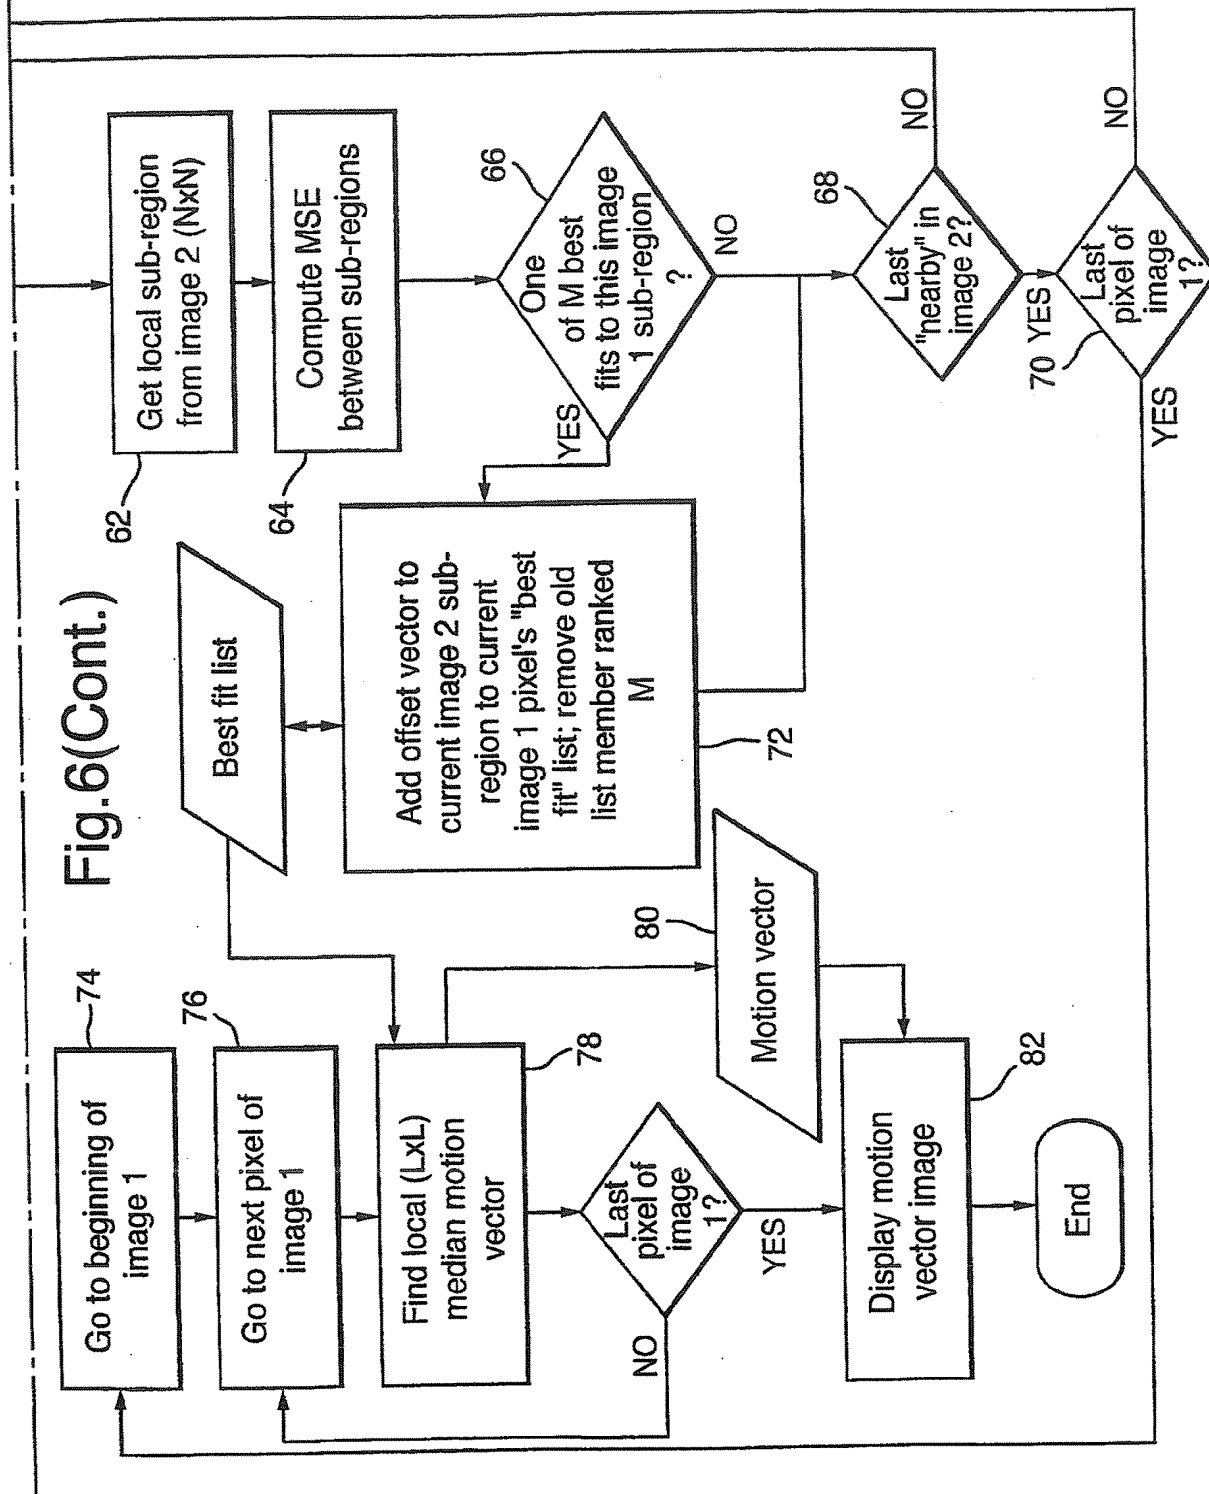 Fig.6(Cont.)
74
Go to beginning of
image 1
76
Go to next pixel of
image 1
Find local (LxL)
median motion
vector
78
Last
pixel of
image
1?
NO
YES
80
Motion vector
Display motion
vector image
82
End
Best fit list
Add offset vector to
current image 2 sub-
region to current
image 1 pixel's "best
fit" list; remove old
list member ranked
M
72
62
Get local sub-region
from image 2 (NxN)
64
Compute MSE
between sub-regions
66
One
of M best
fits to this image
1 sub-region
?
YES
NO
68
Last
"nearby" in
image 2?
NO
YES
70
Last
pixel of
image
1?
NO
YES